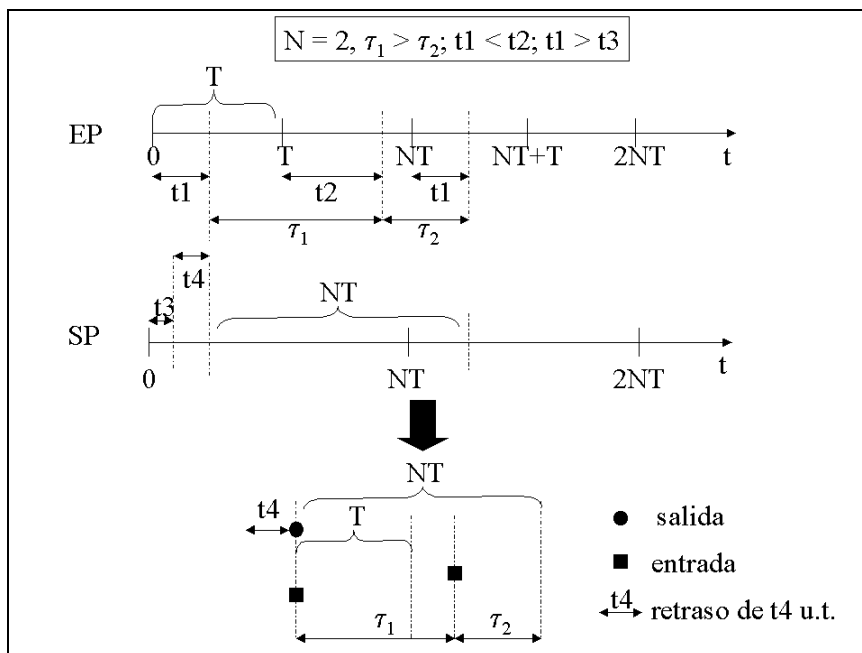 N = 2, τ₁ > τ₂; t1 < t2; t1 > t3
T
EP
0 T NT NT+T 2NT t
t1 t2 t1
τ₁ τ₂
t4
t3 NT
SP
0 NT 2NT t
NT
t4 T
salida
entrada
t4 retraso de t4 u.t.
τ₁ τ₂